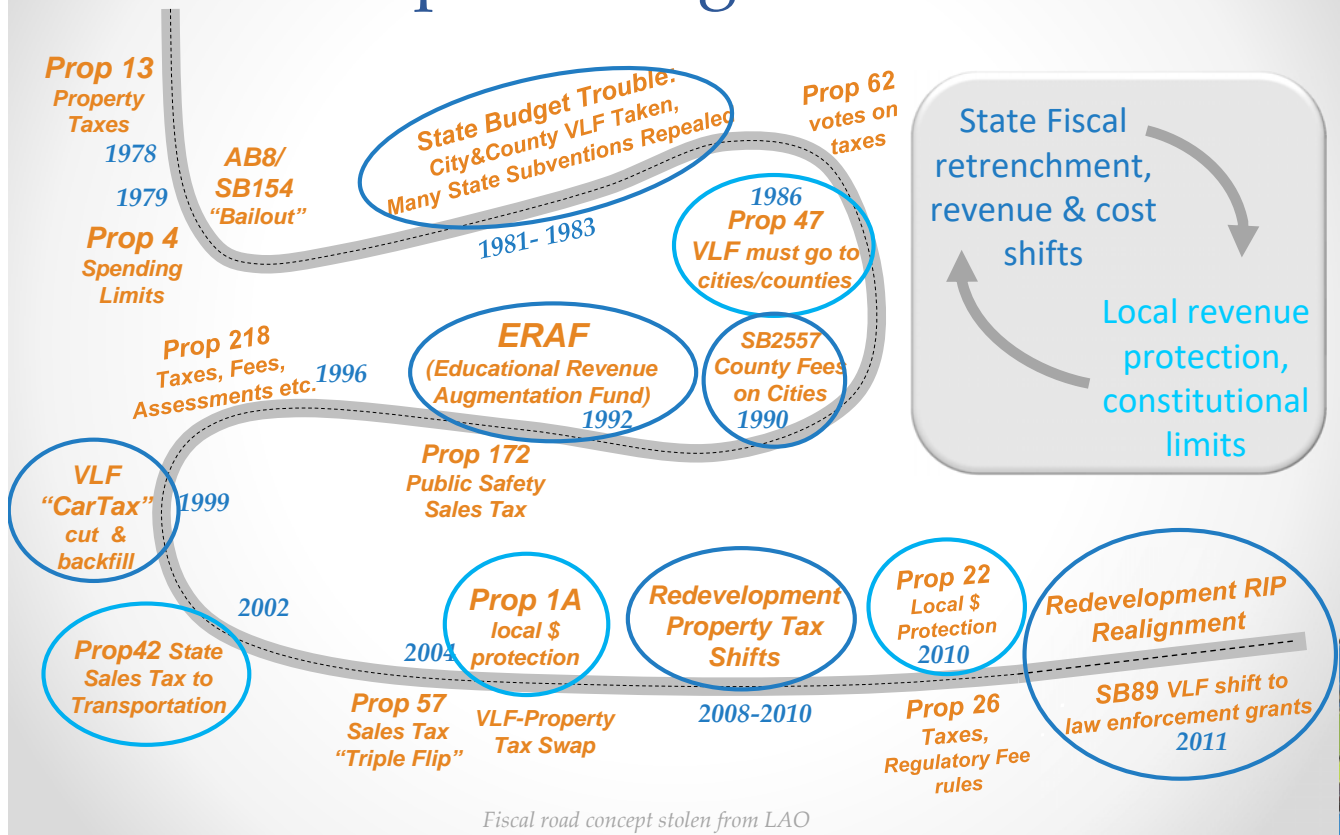 Prop 13
Property
Taxes
1978
1979
Prop 4
Spending
Limits
AB8/
SB154
“Bailout”
State Budget Trouble:
City&County VLF Taken,
Many State Subventions Repealed
1981- 1983
Prop 62
votes on
taxes
1986
Prop 47
VLF must go to
cities/counties
State Fiscal
retrenchment,
revenue & cost
shifts
Local revenue
protection,
constitutional
limits
SB2557
County Fees
on Cities
1990
ERAF
(Educational Revenue
Augmentation Fund)
1992
Prop 172
Public Safety
Sales Tax
Prop 218
Taxes, Fees,
Assessments etc.
1996
VLF
“CarTax”
cut &
backfill
1999
2002
Prop42 State
Sales Tax to
Transportation
2004
Prop 57
Sales Tax
“Triple Flip”
Prop 1A
local $
protection
VLF-Property
Tax Swap
Redevelopment
Property Tax
Shifts
2008-2010
Prop 22
Local $
Protection
2010
Prop 26
Taxes,
Regulatory Fee
rules
Redevelopment RIP
Realignment
SB89 VLF shift to
law enforcement grants
2011
Fiscal road concept stolen from LAO